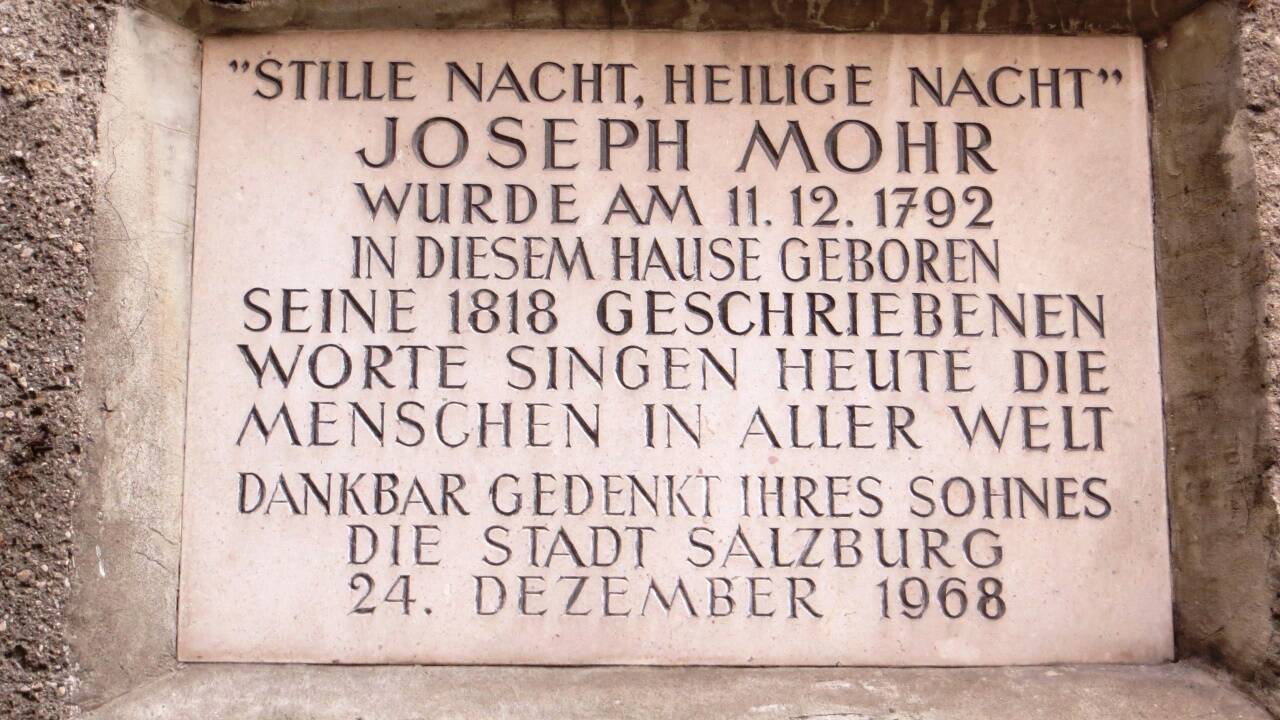 "STILLE NACHT, HEILIGE NACHT"
JOSEPH MOHR
WURDE AM 11. 12. 1792
IN DIESEM HAUSE GEBOREN
SEINE 1818 GESCHRIEBENEN
WORTE SINGEN HEUTE DIE
MENSCHEN IN ALLER WELT
DANKBAR GEDENKT IHRES SOHNES
DIE STADT SALZBURG
24. DEZEMBER 1968